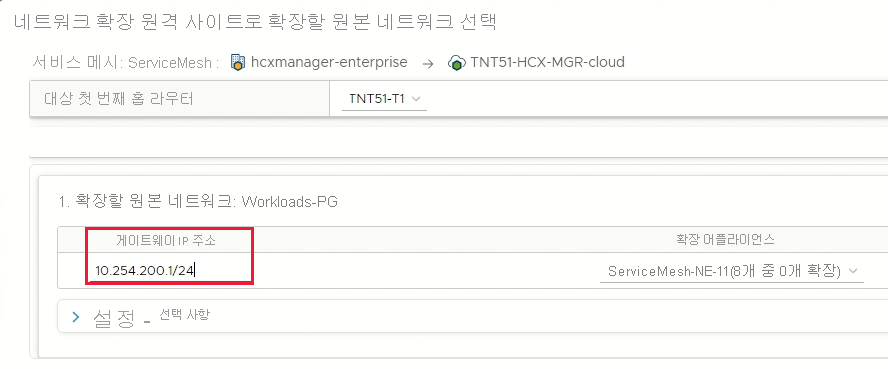 네트워크 확장 원격 사이트로 확장할 원본 네트워크 선택
서비스 메시: ServiceMesh : hcxmanager-enterprise → TNT51-HCX-MGR-cloud
대상 첫 번째 홉 라우터 TNT51-T1
1. 확장할 원본 네트워크: Workloads-PG
게이트웨이 IP 주소 확장 어플라이언스
10.254.200.1/24 ServiceMesh-NE-11(8개 중 0개 확장)
설정 - 선택 사항